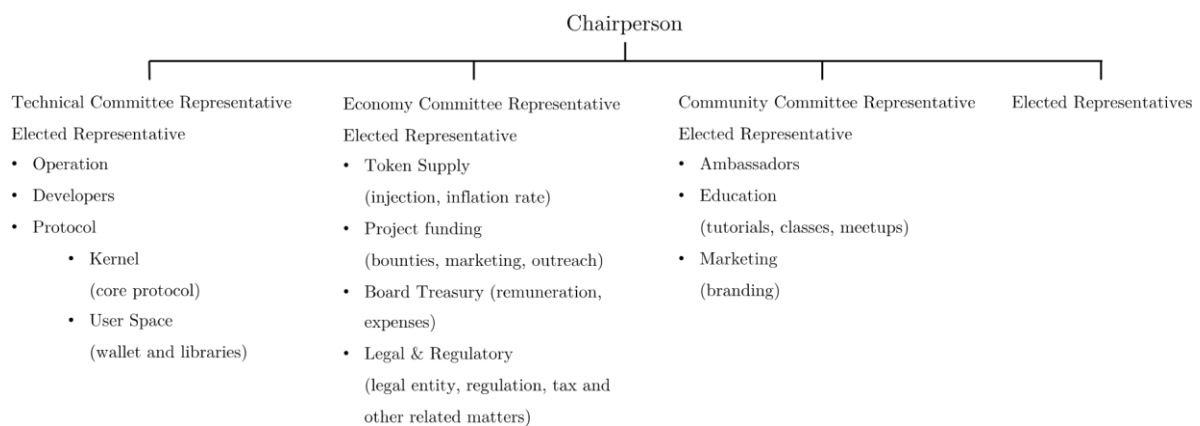 Chairperson
Technical Committee Representative
Elected Representative
• Operation
• Developers
• Protocol
• Kernel
(core protocol)
• User Space
(wallet and libraries)
Economy Committee Representative
Elected Representative
• Token Supply
(injection, inflation rate)
• Project funding
(bounties, marketing, outreach)
• Board Treasury (remuneration,
expenses)
• Legal & Regulatory
(legal entity, regulation, tax and
other related matters)
Community Committee Representative
Elected Representative
• Ambassadors
• Education
(tutorials, classes, meetups)
• Marketing
(branding)
Elected Representatives